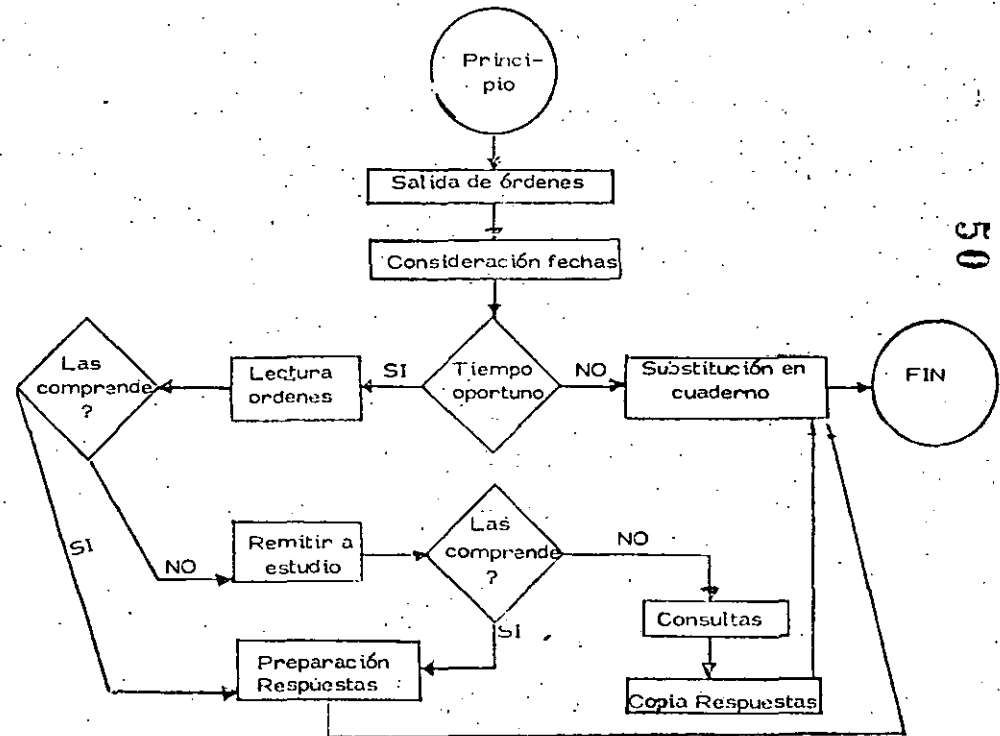 Princi-
pio
Salida de órdenes
Consideración fechas
Tiempo
oportuno
SI
NO
Lectura
ordenes
Las
comprende
?
Substitución en
cuaderno
FIN
50
SI
NO
Remitir a
estudio
Las
comprende
?
NO
SI
Consultas
Copia Respuestas
Preparación
Respuestas